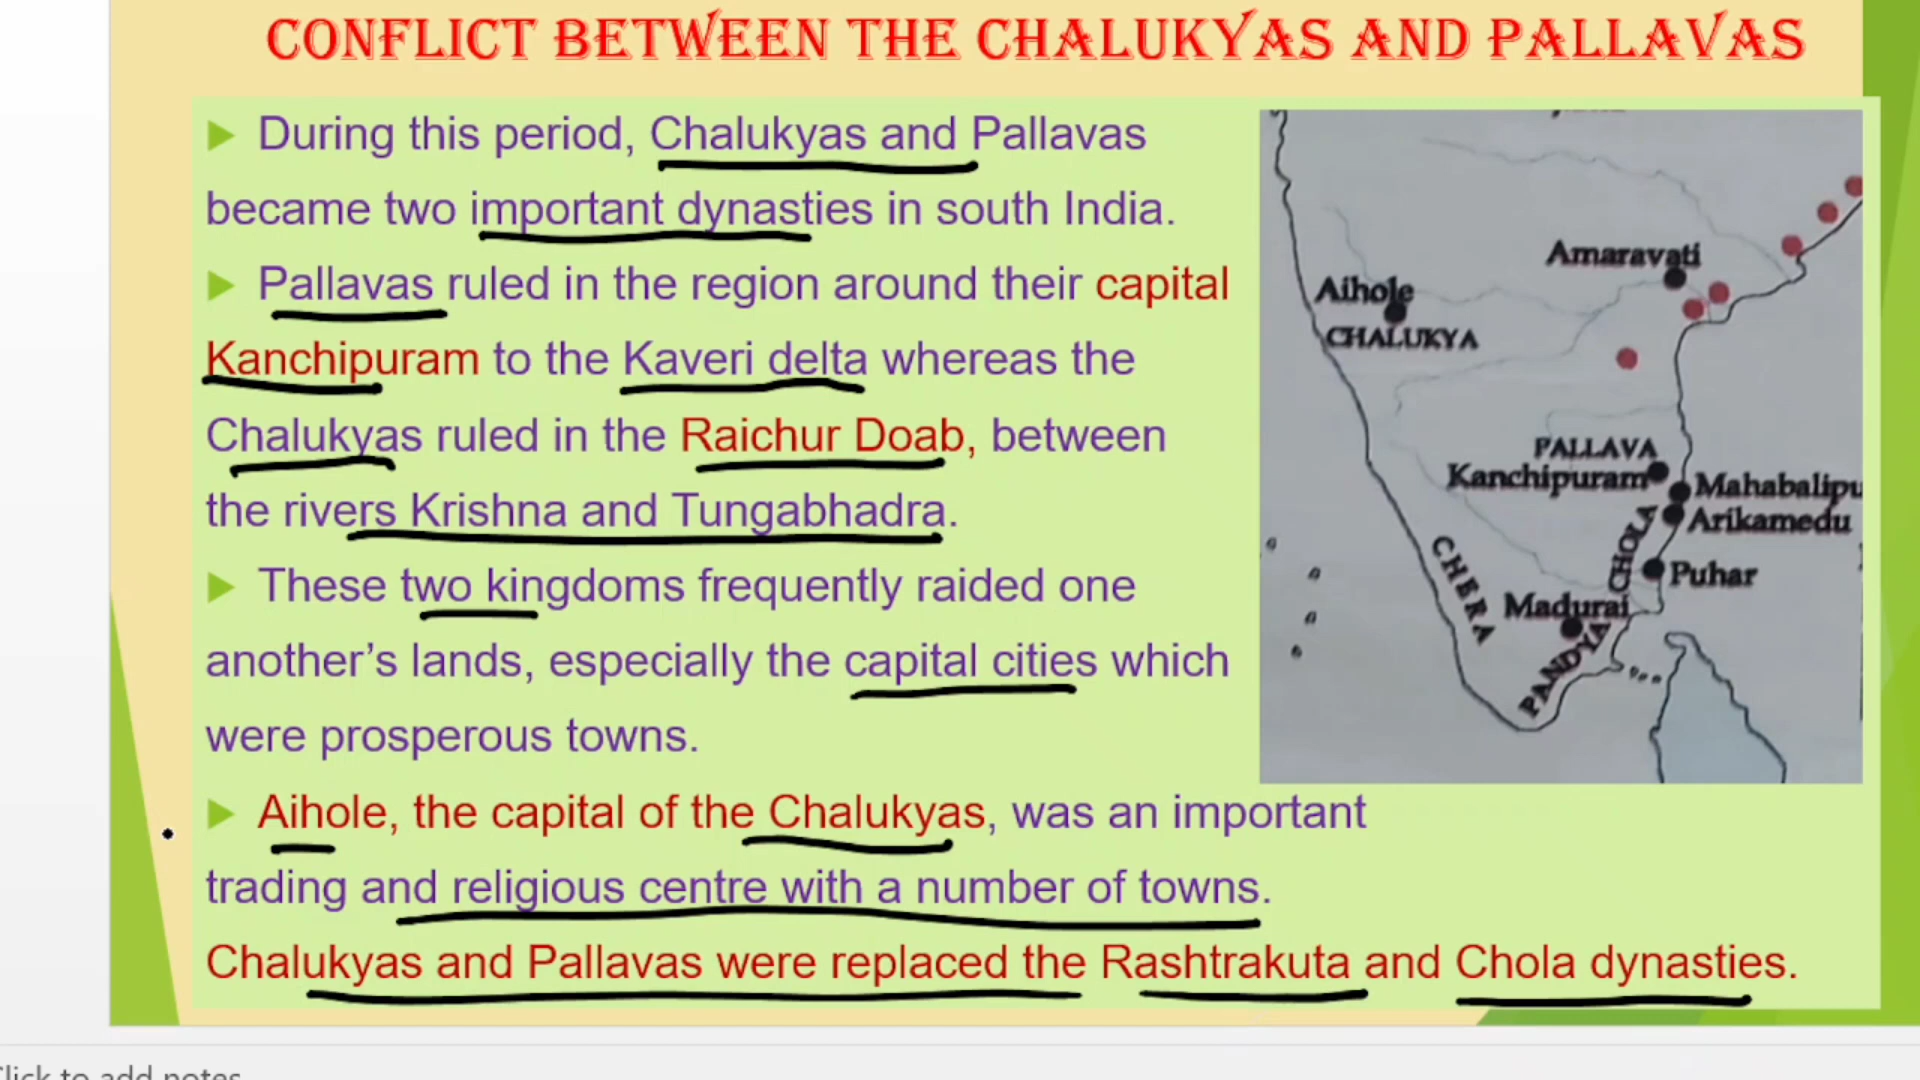 CONFLICT BETWEEN THE CHALUKYAS AND PALLAVAS
During this period, Chalukyas and Pallavas
became two important dynasties in south India.
Pallavas ruled in the region around their capital
Kanchipuram to the Kaveri delta whereas the
Chalukyas ruled in the Raichur Doab, between
the rivers Krishna and Tungabhadra.
These two kingdoms frequently raided one
another’s lands, especially the capital cities which
were prosperous towns.
Aihole, the capital of the Chalukyas, was an important
trading and religious centre with a number of towns.
Chalukyas and Pallavas were replaced the Rashtrakuta and Chola dynasties.
Amaravati
Aihole
CHALUKYA
PALLAVA
Kanchipuram
Mahabalipu
Arikamedu
CHOLA
Puhar
CHERA
Madurai
PANDYA
Click to add notes